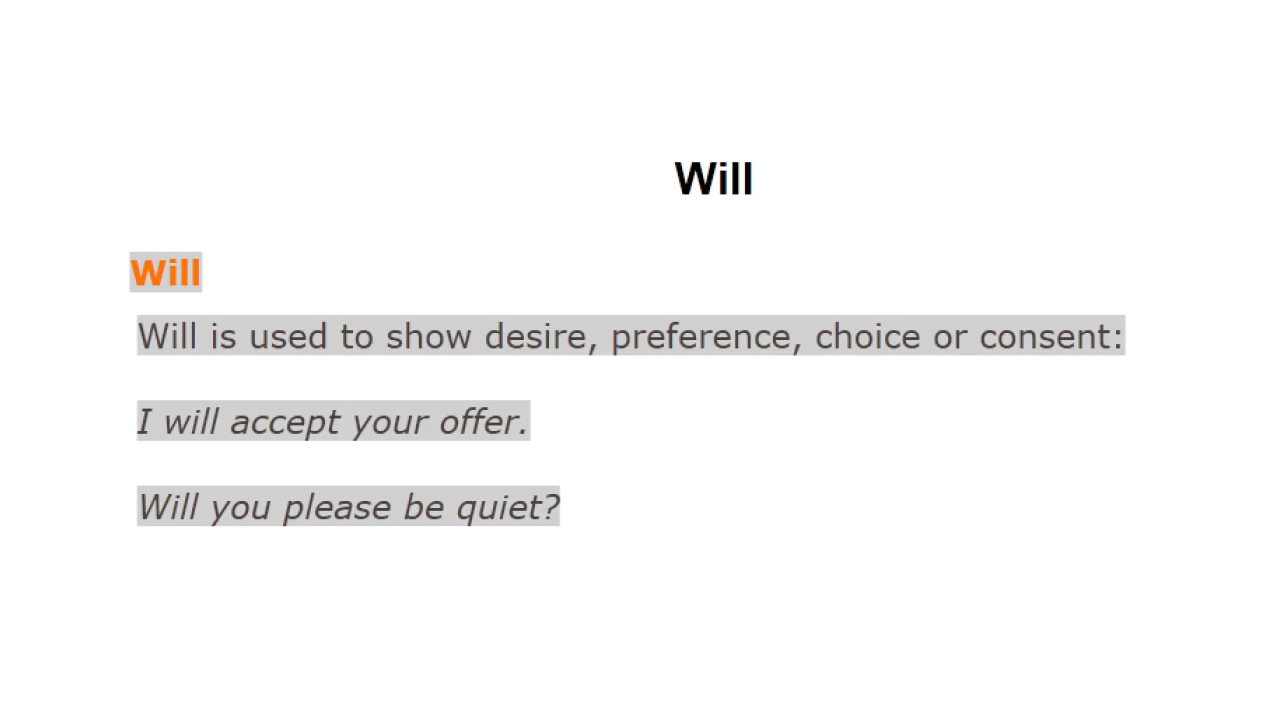 Will
Will
Will is used to show desire, preference, choice or consent:
I will accept your offer.
Will you please be quiet?